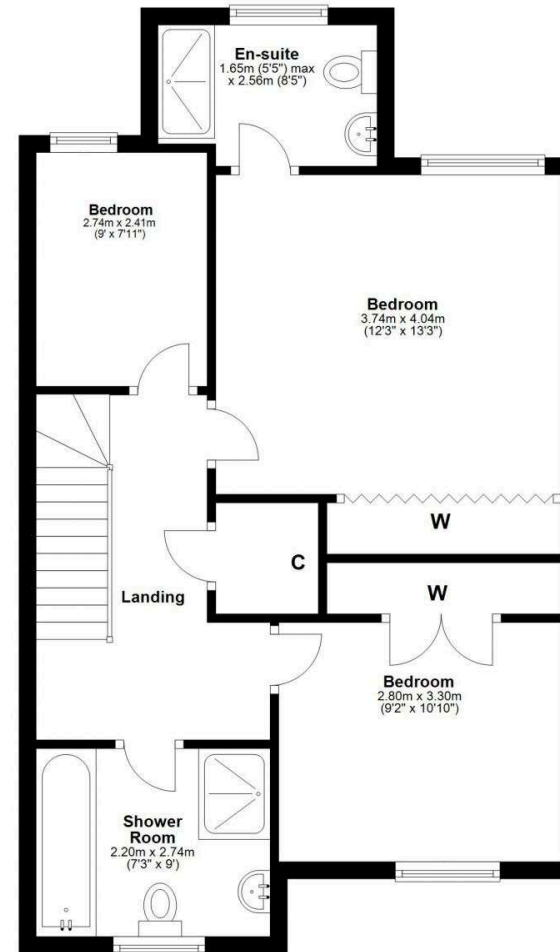 En-suite
1.65m (5'5") max
x 2.56m (8'5")
Bedroom
2.74m x 2.41m
(9' x 7'11")
Bedroom
3.74m x 4.04m
(12'3" x 13'3")
W
C
W
Landing
Bedroom
2.80m x 3.30m
(9'2" x 10'10")
Shower
Room
2.20m x 2.74m
(7'3" x 9')